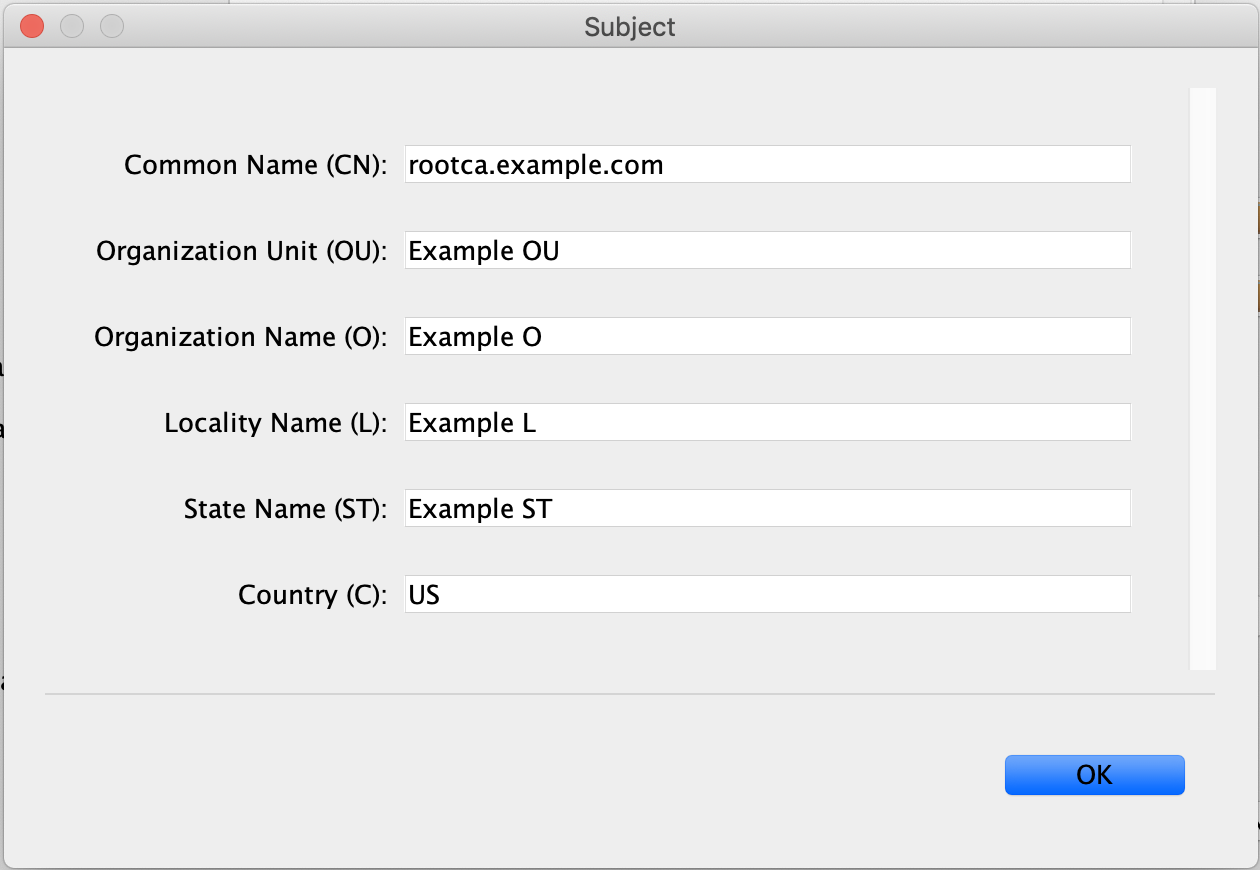 Subject
Common Name (CN): rootca.example.com
Organization Unit (OU): Example OU
Organization Name (O): Example O
Locality Name (L): Example L
State Name (ST): Example ST
Country (C): US
OK